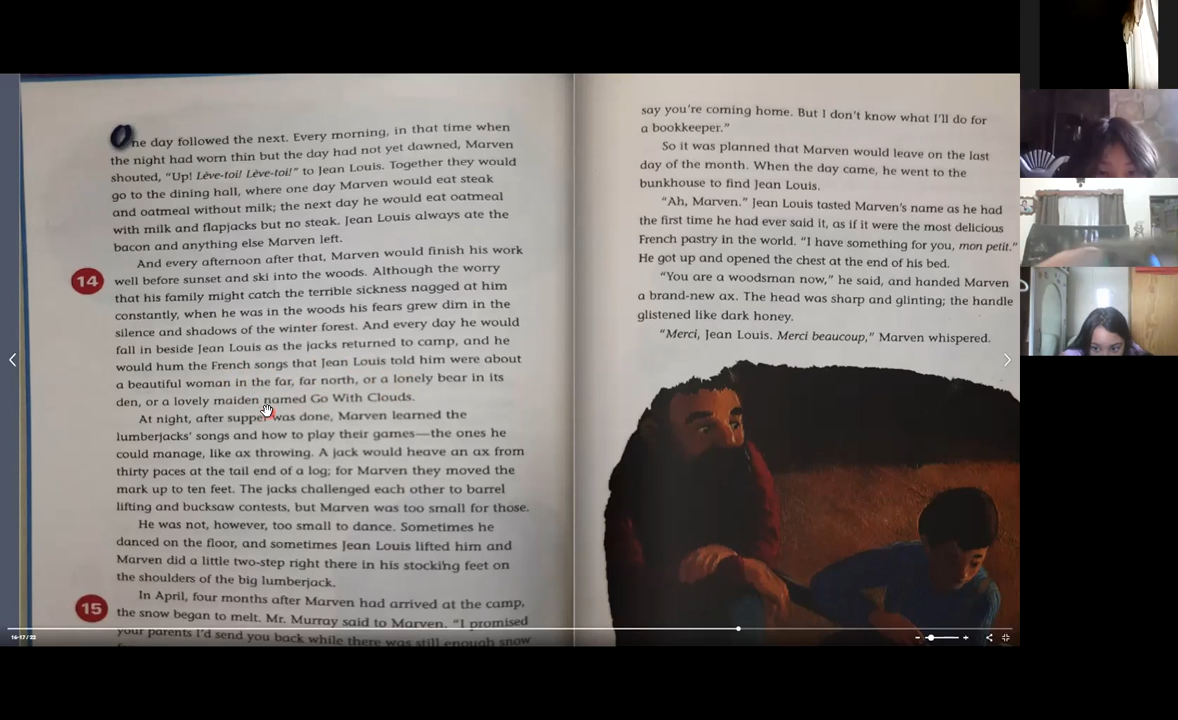 One day followed the next. Every morning, in that time when
the night had worn thin but the day had not yet dawned, Marven
shouted, "Up! Lève-toi! Lève-toi!" to Jean Louis. Together they would
go to the dining hall, where one day Marven would eat steak
and oatmeal without milk; the next day he would eat oatmeal
with milk and flapjacks but no steak. Jean Louis always ate the
bacon and anything else Marven left.
14
And every afternoon after that, Marven would finish his work
well before sunset and ski into the woods. Although the worry
that his family might catch the terrible sickness nagged at him
constantly, when he was in the woods his fears grew dim in the
silence and shadows of the winter forest. And every day he would
fall in beside Jean Louis as the jacks returned to camp, and he
would hum the French songs that Jean Louis told him were about
a beautiful woman in the far, far north, or a lonely bear in its
den, or a lovely maiden named Go With Clouds.
At night, after supper was done, Marven learned the
lumberjacks' songs and how to play their games—the ones he
could manage, like ax throwing. A jack would heave an ax from
thirty paces at the tail end of a log; for Marven they moved the
mark up to ten feet. The jacks challenged each other to barrel
lifting and bucksaw contests, but Marven was too small for those.
He was not, however, too small to dance. Sometimes he
danced on the floor, and sometimes Jean Louis lifted him and
Marven did a little two-step right there in his stocking feet on
the shoulders of the big lumberjack.
15
In April, four months after Marven had arrived at the camp,
the snow began to melt. Mr. Murray said to Marven. "I promised
your parents I'd send you back while there was still enough snow
say you're coming home. But I don't know what I'll do for
a bookkeeper."
So it was planned that Marven would leave on the last
day of the month. When the day came, he went to the
bunkhouse to find Jean Louis.
"Ah, Marven." Jean Louis tasted Marven's name as he had
the first time he had ever said it, as if it were the most delicious
French pastry in the world. "I have something for you, mon petit."
He got up and opened the chest at the end of his bed.
"You are a woodsman now," he said, and handed Marven
a brand-new ax. The head was sharp and glinting; the handle
glistened like dark honey.
"Merci, Jean Louis. Merci beaucoup," Marven whispered.
16-17 / 22